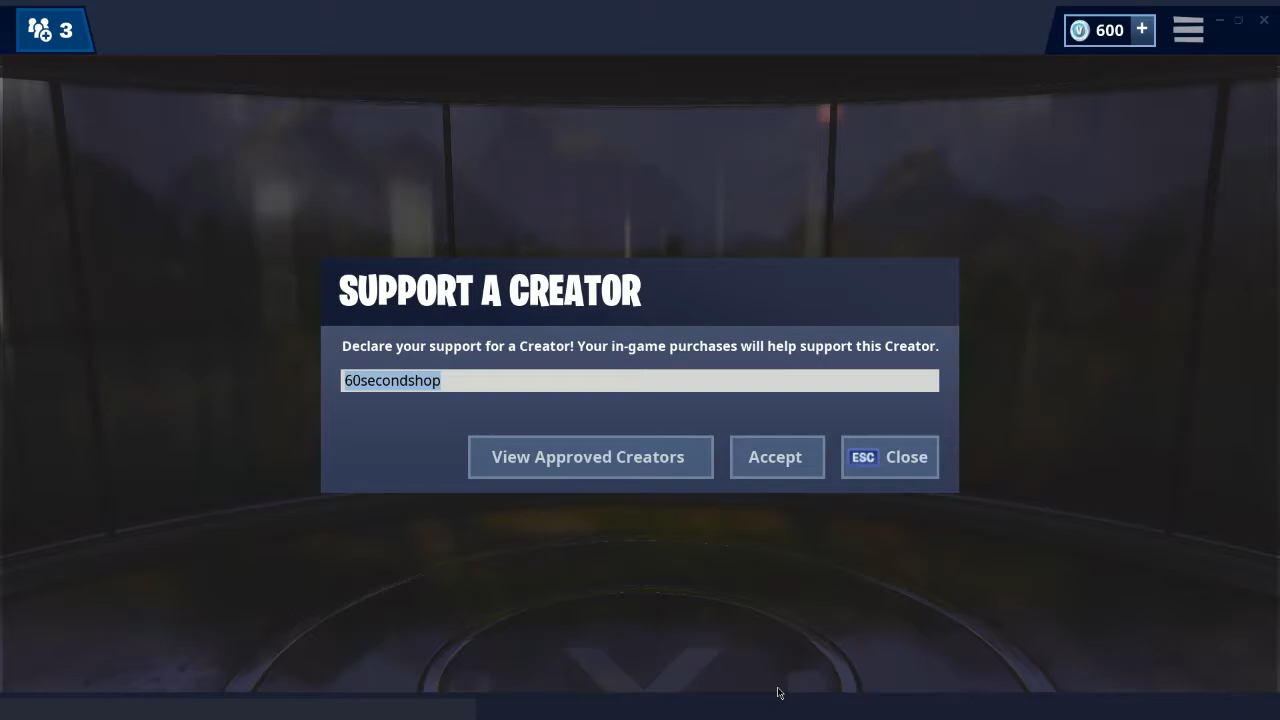 3
600 +
SUPPORT A CREATOR
Declare your support for a Creator! Your in-game purchases will help support this Creator.
60secondshop
View Approved Creators
Accept
ESC Close